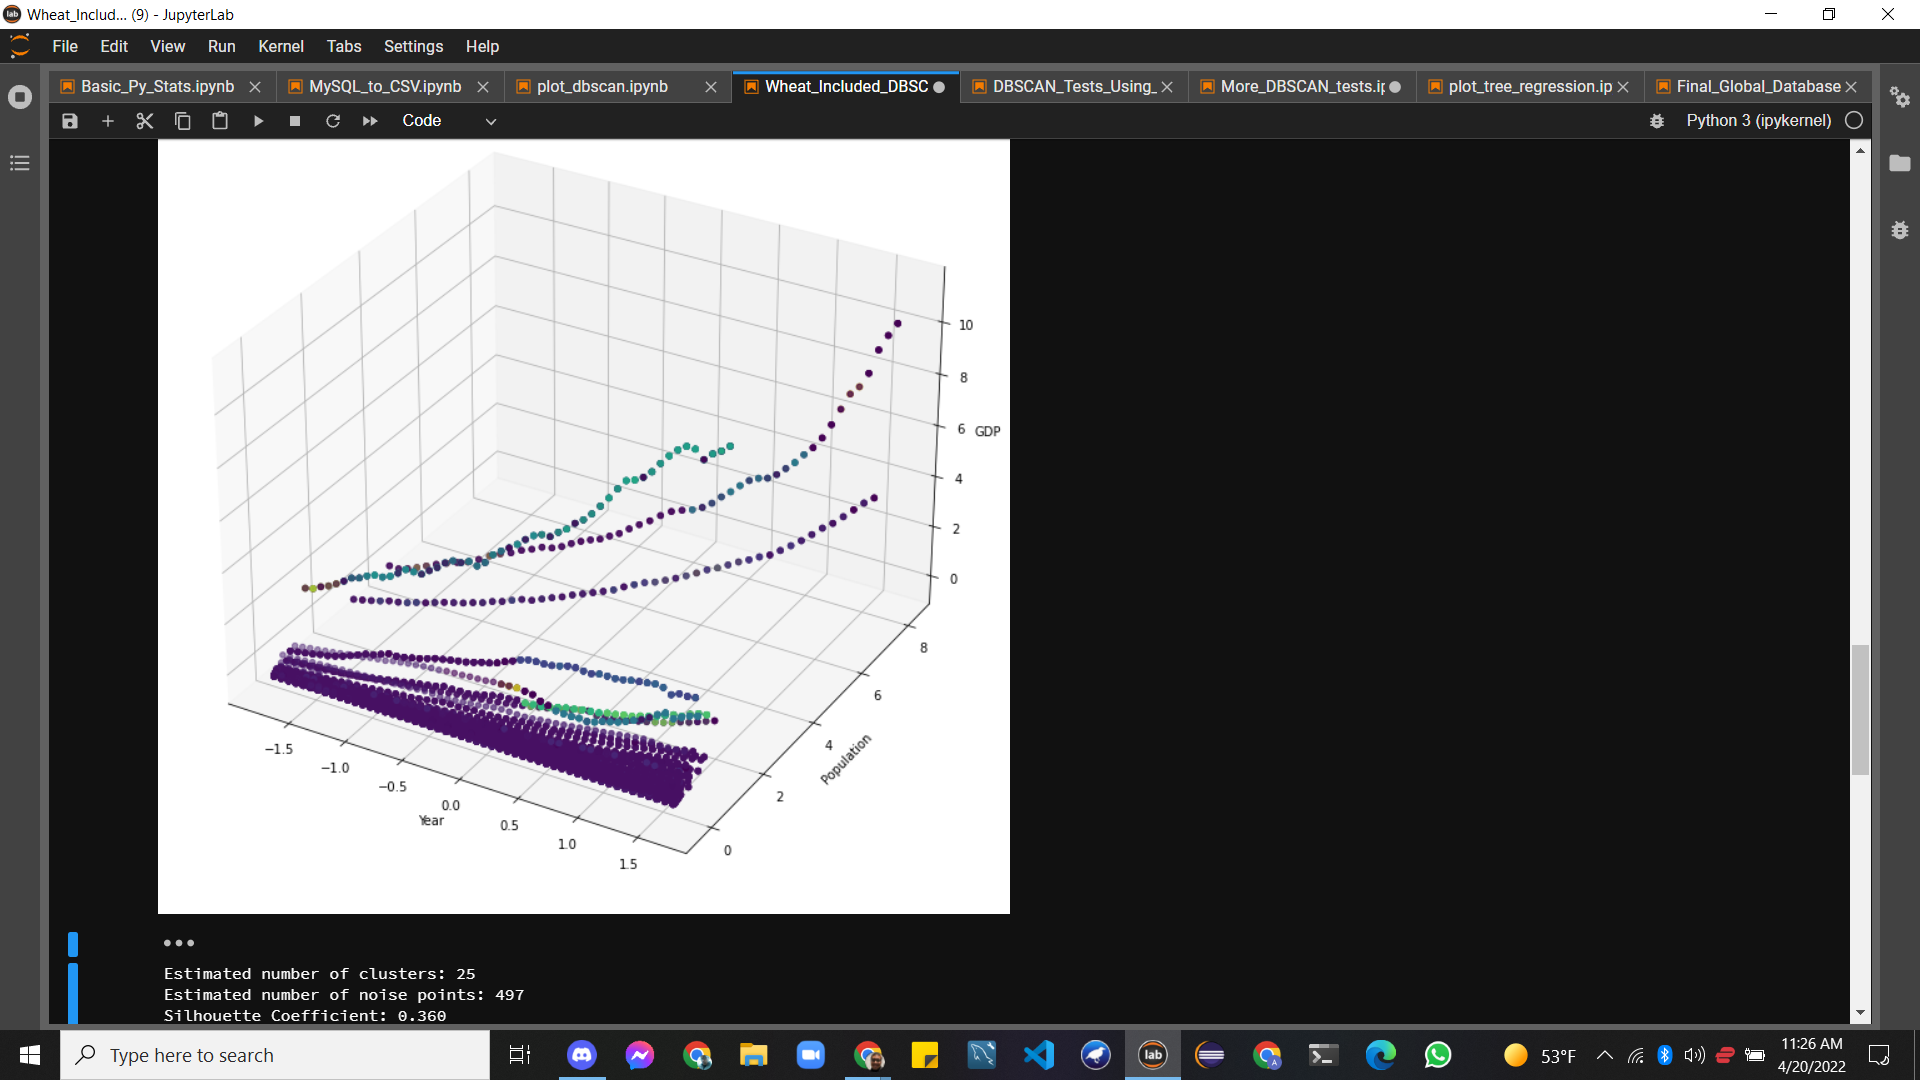 Wheat_Includ... (9) - JupyterLab
File Edit View Run Kernel Tabs Settings Help
Basic_Py_Stats.ipynb MySQL_to_CSV.ipynb plot_dbscan.ipynb Wheat_Included_DBSC DBSCAN_Tests_Using_ More_DBSCAN_tests.ip plot_tree_regression.ip Final_Global_Database
Code Python 3 (ipykernel)
10
8
6 GDP
4
2
0
8
6
4
Population
2
0
-1.5
-1.0
-0.5
0.0
Year
0.5
1.0
1.5
Estimated number of clusters: 25
Estimated number of noise points: 497
Silhouette Coefficient: 0.360
Type here to search
lab
53°F
11:26 AM
4/20/2022